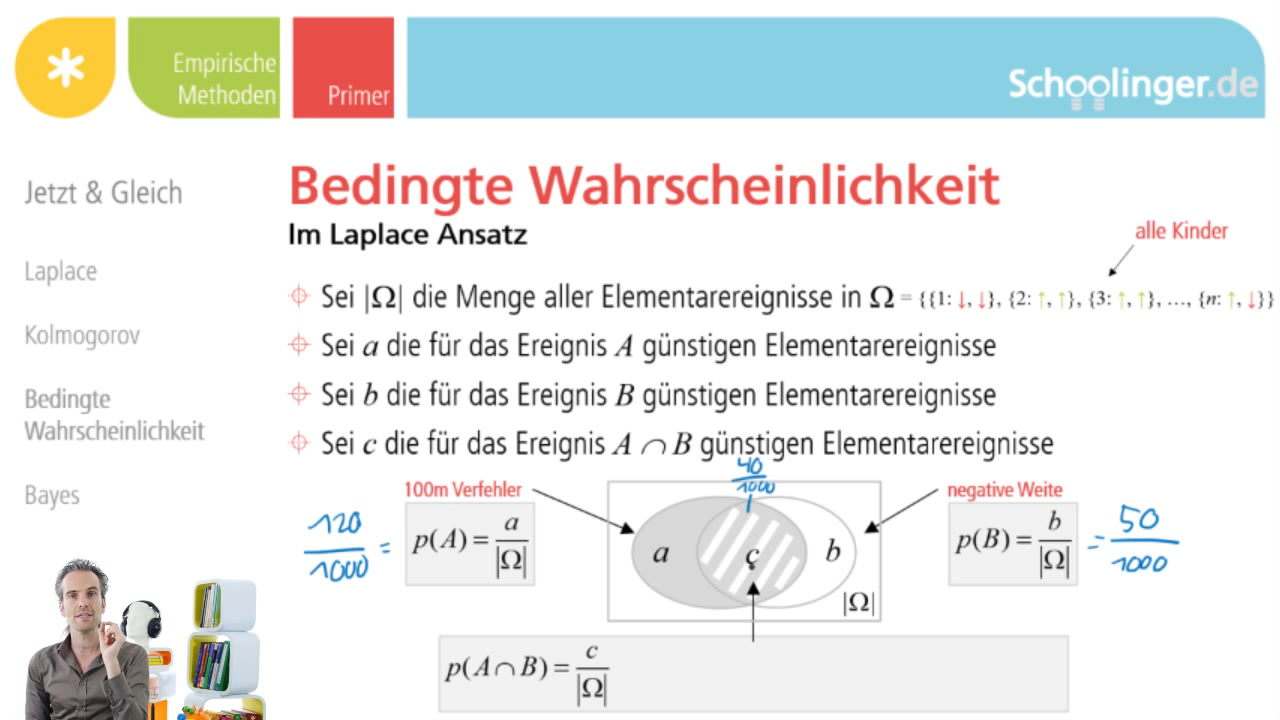 Empirische
Methoden
Primer
Schoolinger.de
Jetzt & Gleich
Laplace
Kolmogorov
Bedingte
Wahrscheinlichkeit
Bayes
Bedingte Wahrscheinlichkeit
Im Laplace Ansatz
alle Kinder
Sei |Ω| die Menge aller Elementarereignisse in Ω = {{1: ↓, ↓}, {2: ↑, ↑}, {3: ↑, ↑}, …, {n: ↑, ↓}}
Sei a die für das Ereignis A günstigen Elementarereignisse
Sei b die für das Ereignis B günstigen Elementarereignisse
Sei c die für das Ereignis A ∩ B günstigen Elementarereignisse
40/1000
100m Verfehler
negative Weite
120/1000 = p(A) = a/|Ω|
a c b
|Ω|
p(B) = b/|Ω| = 50/1000
p(A ∩ B) = c/|Ω|